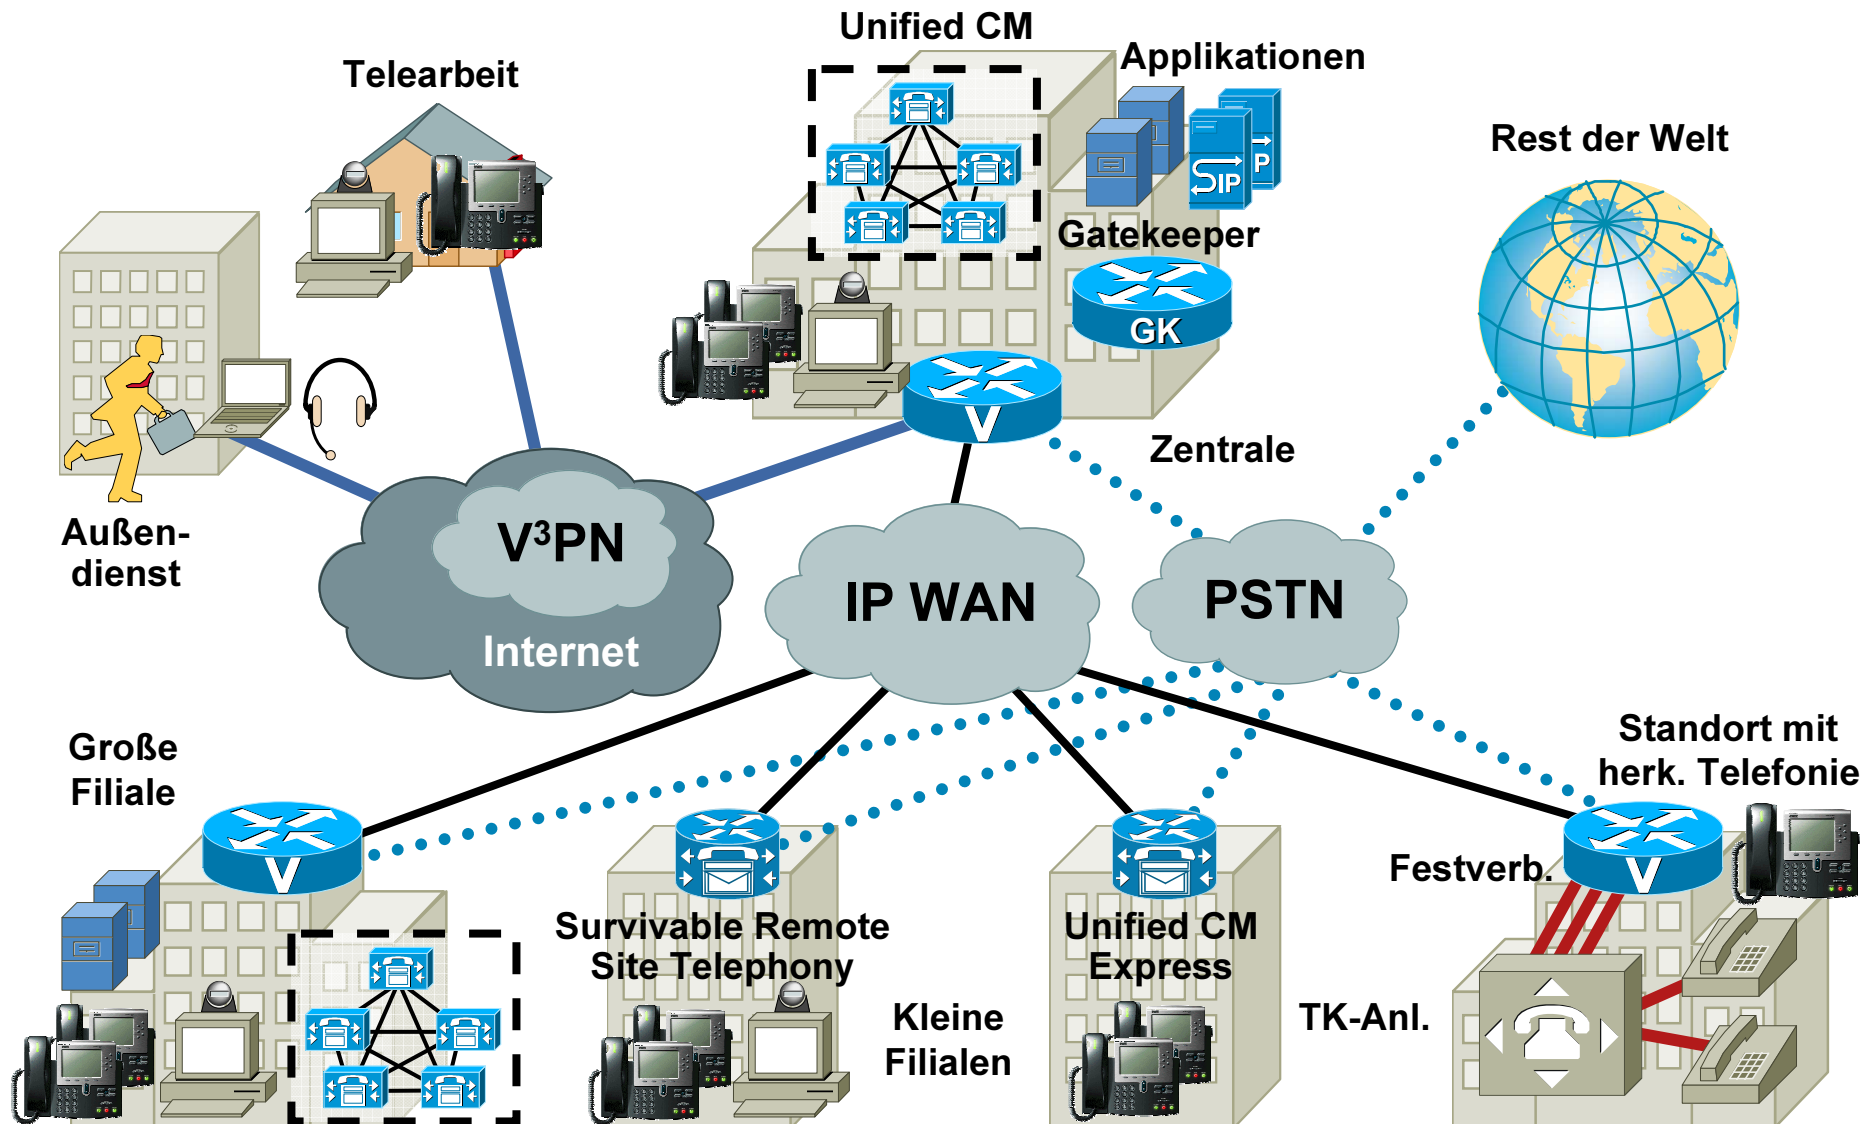 Unified CM
Telearbeit
Applikationen
Rest der Welt
SIP
P
Gatekeeper
GK
V
Zentrale
Außen-
dienst
V³PN
Internet
IP WAN
PSTN
Große
Filiale
V
Survivable Remote
Site Telephony
Kleine
Filialen
Unified CM
Express
Standort mit
herk. Telefonie
Festverb.
V
TK-Anl.